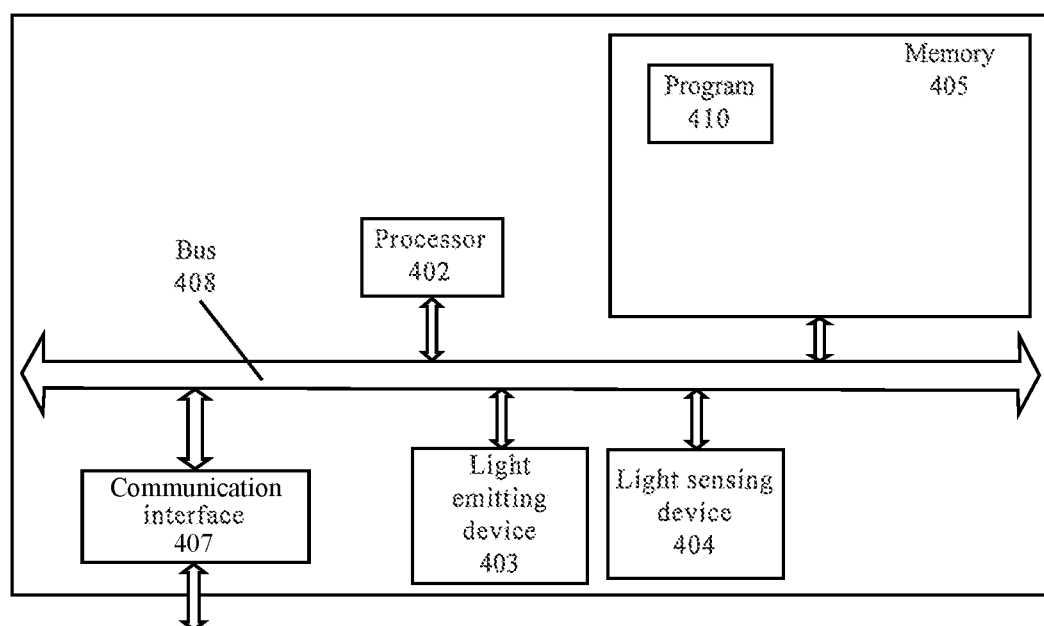 Memory
405
Program
410
Processor
402
Bus
408
Communication
interface
407
Light
emitting
device
403
Light sensing
device
404